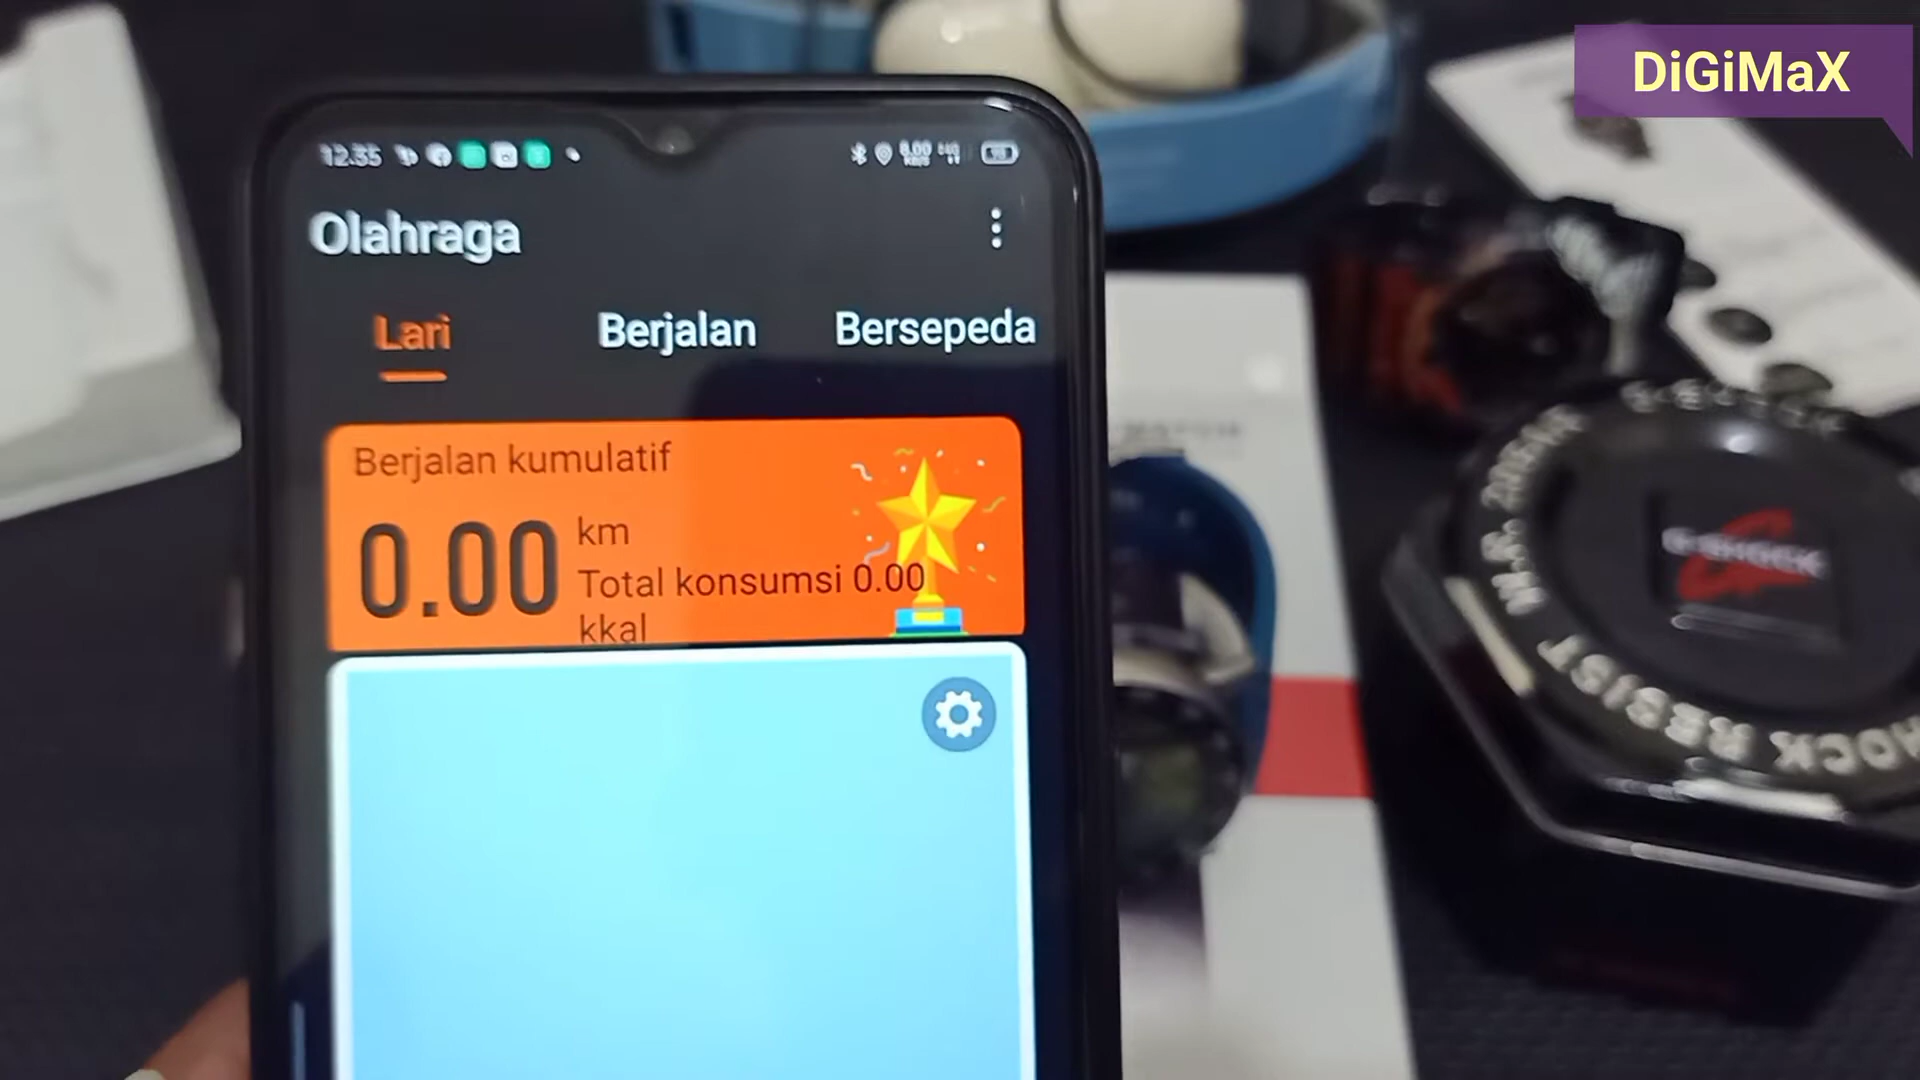 DiGiMaX
12.35
Olahraga
Lari
Berjalan
Bersepeda
Berjalan kumulatif
0.00
km
Total konsumsi 0.00
kkal
G-SHOCK
SHOCK RESIST